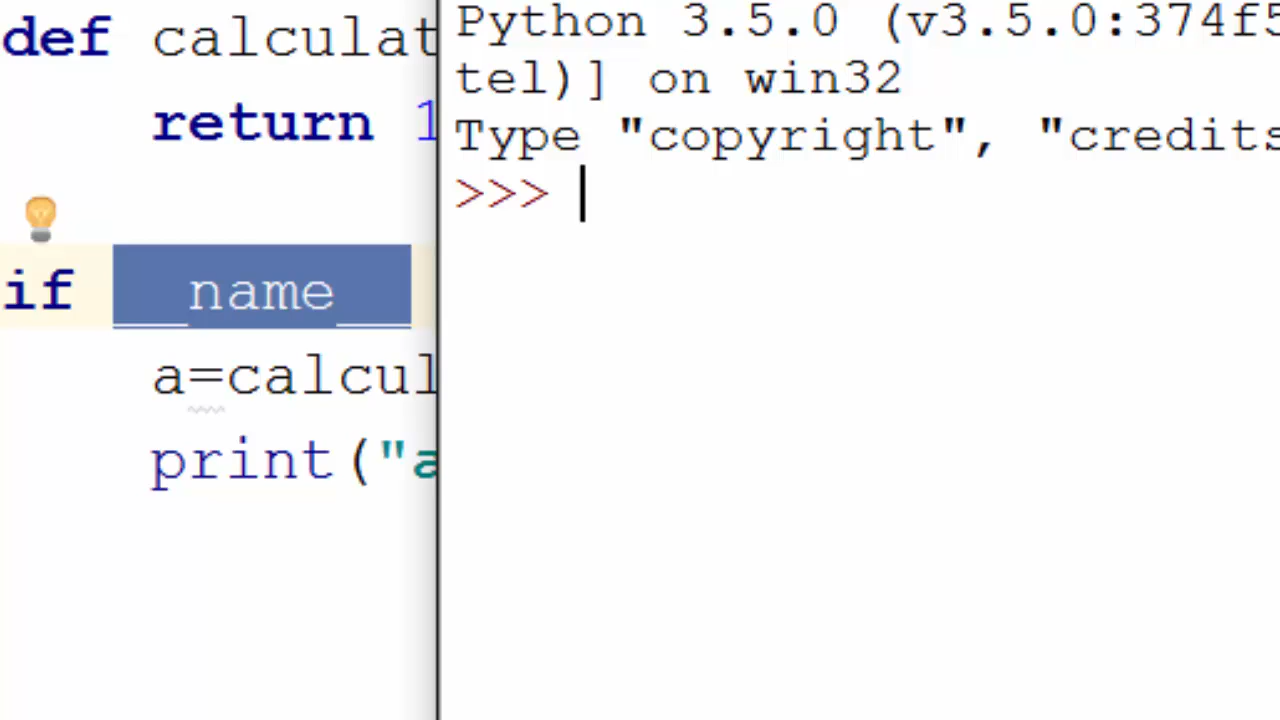 def calculat
return 1
if __name__
a=calcul
print("a
Python 3.5.0 (v3.5.0:374f5
tel)] on win32
Type "copyright", "credits
>>>